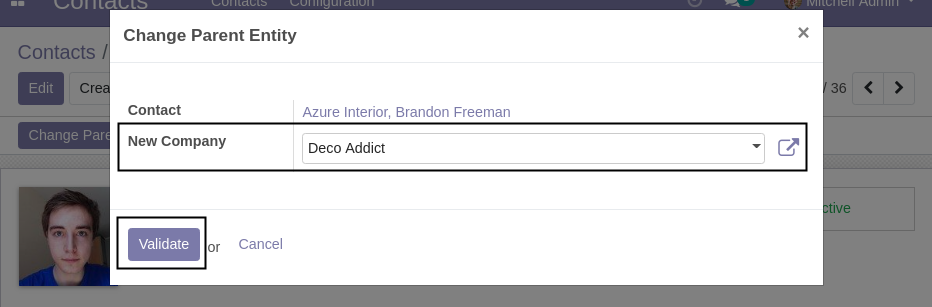 Contacts
Contacts Configuration
Mitchell Admin
Change Parent Entity
×
Contacts /
Edit
Crea
/ 36
Change Pare
Contact
Azure Interior, Brandon Freeman
New Company
Deco Addict
ctive
Validate or Cancel